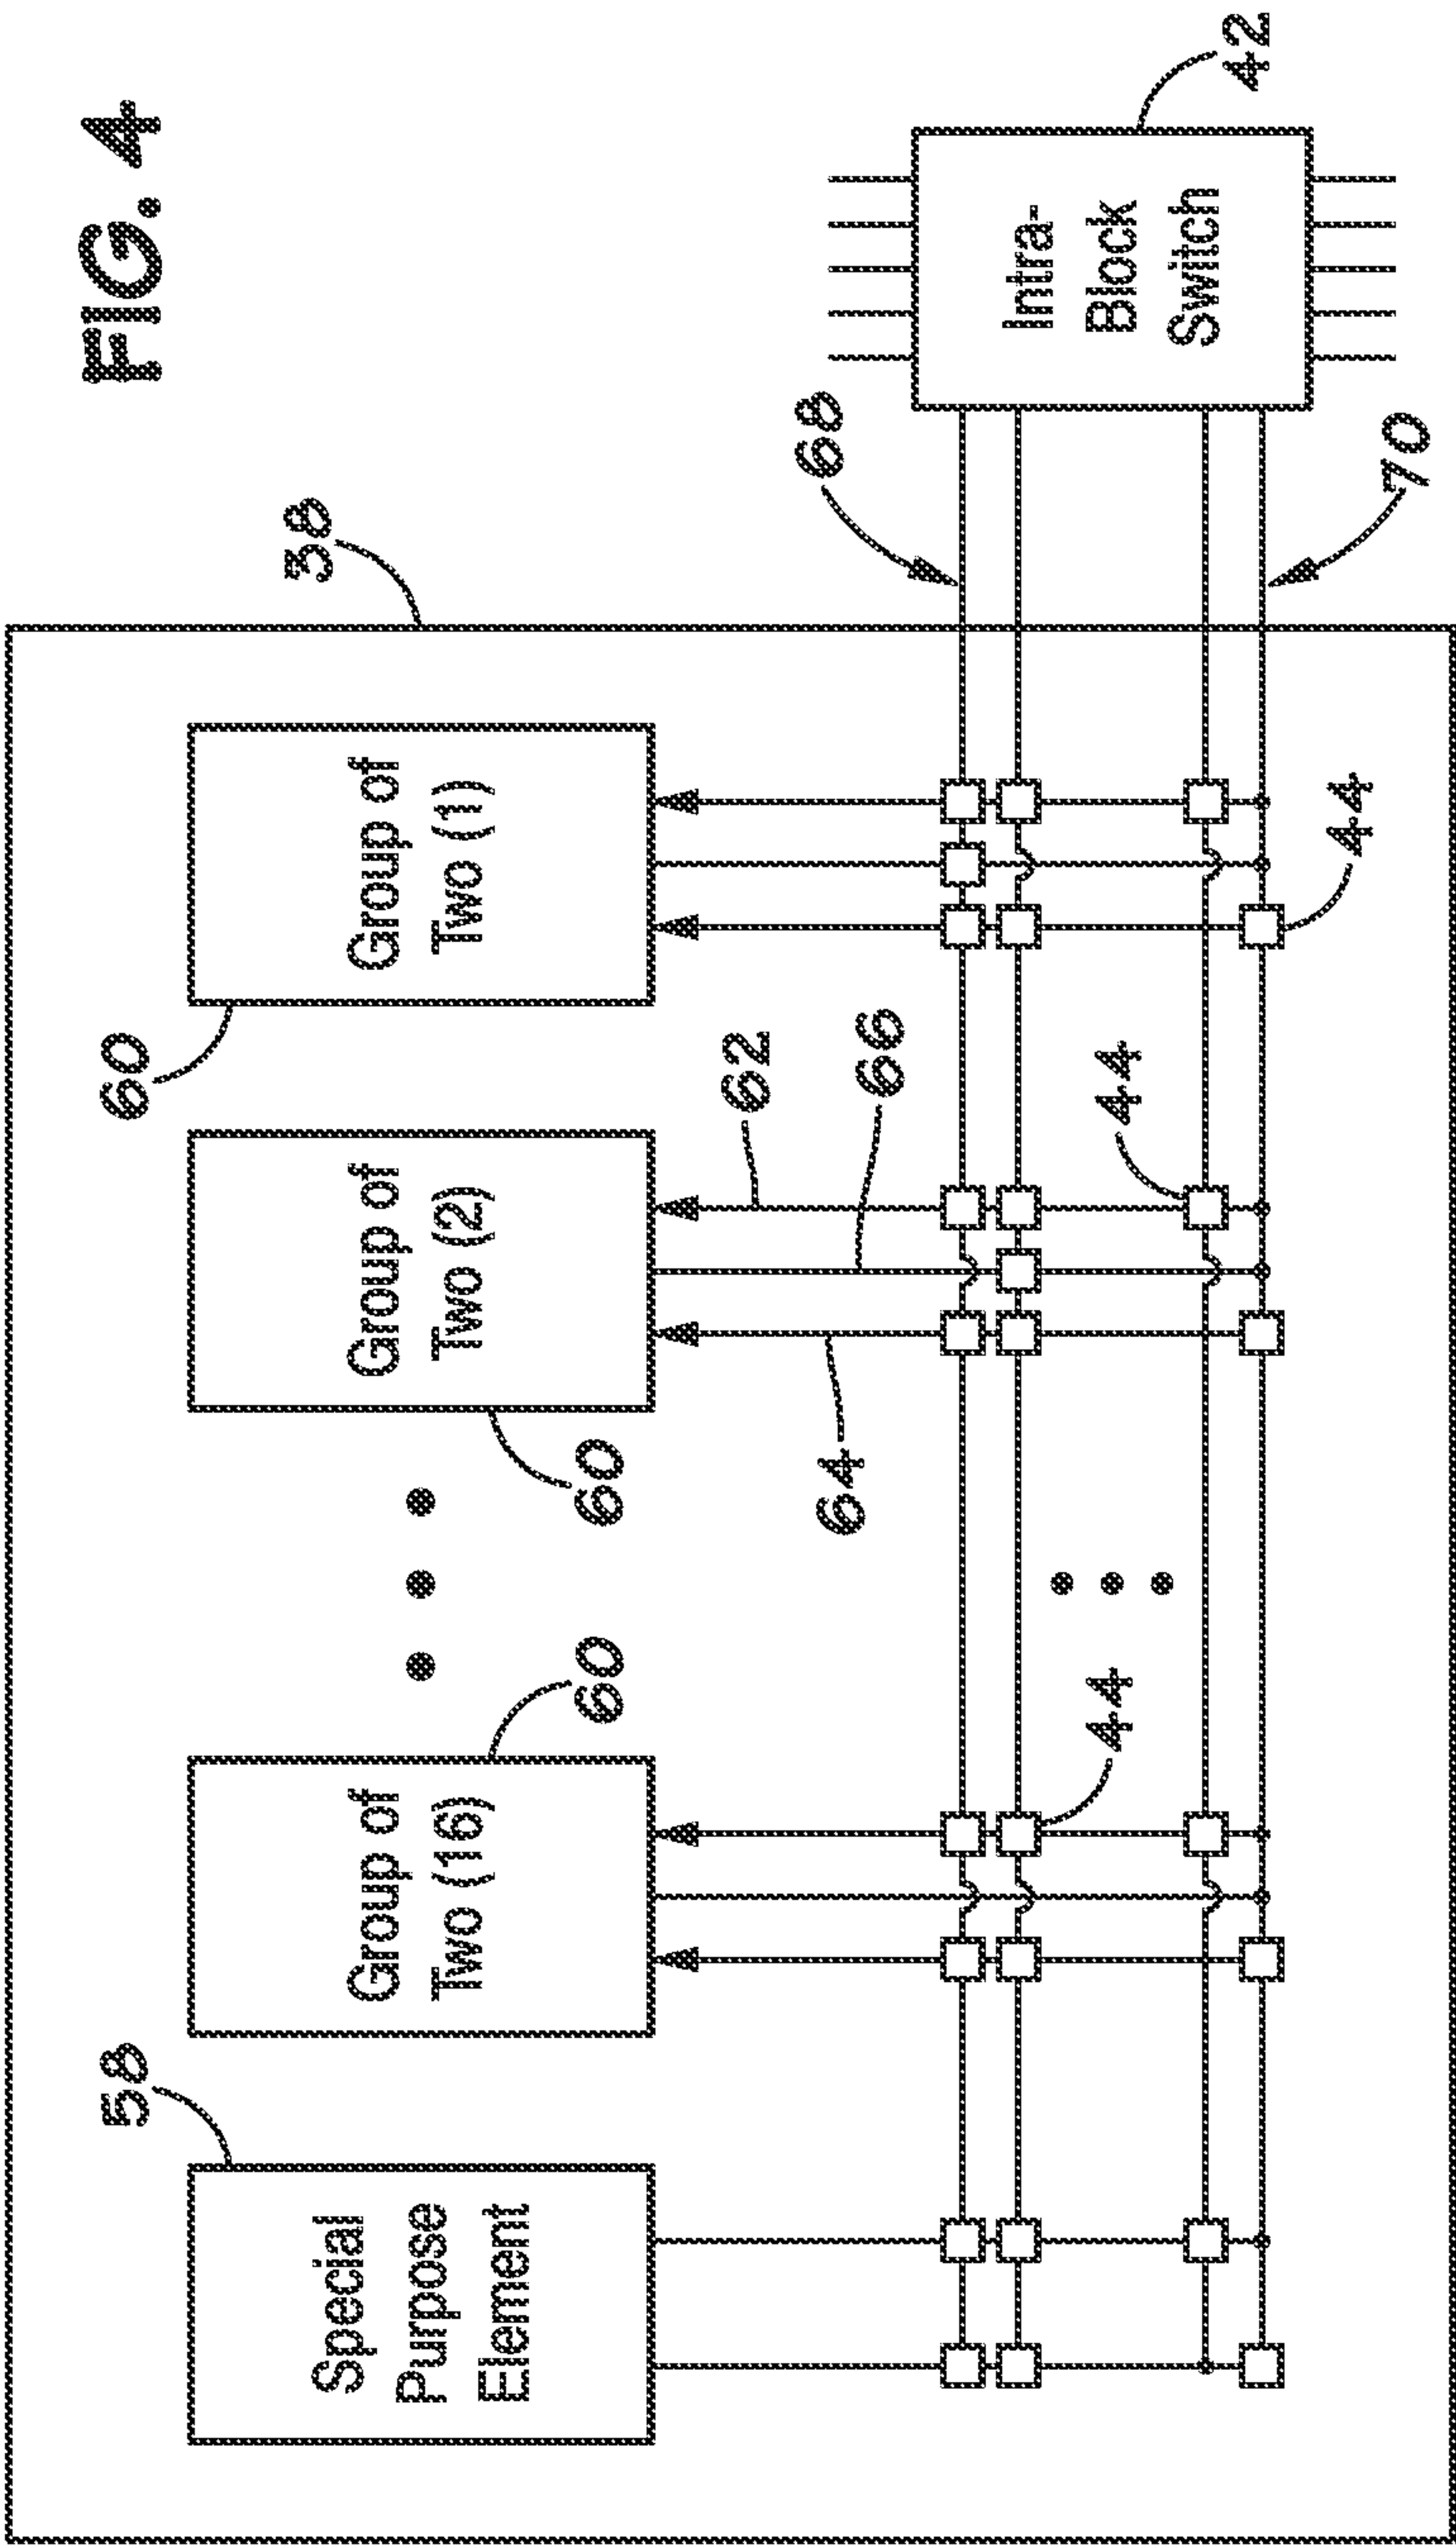 FIG. 4
38
58
Special
Purpose
Element
60
Group of
Two (16)
60
Group of
Two (2)
60
Group of
Two (1)
62
66
64
68
44
44
44
70
42
Intra-
Block
Switch